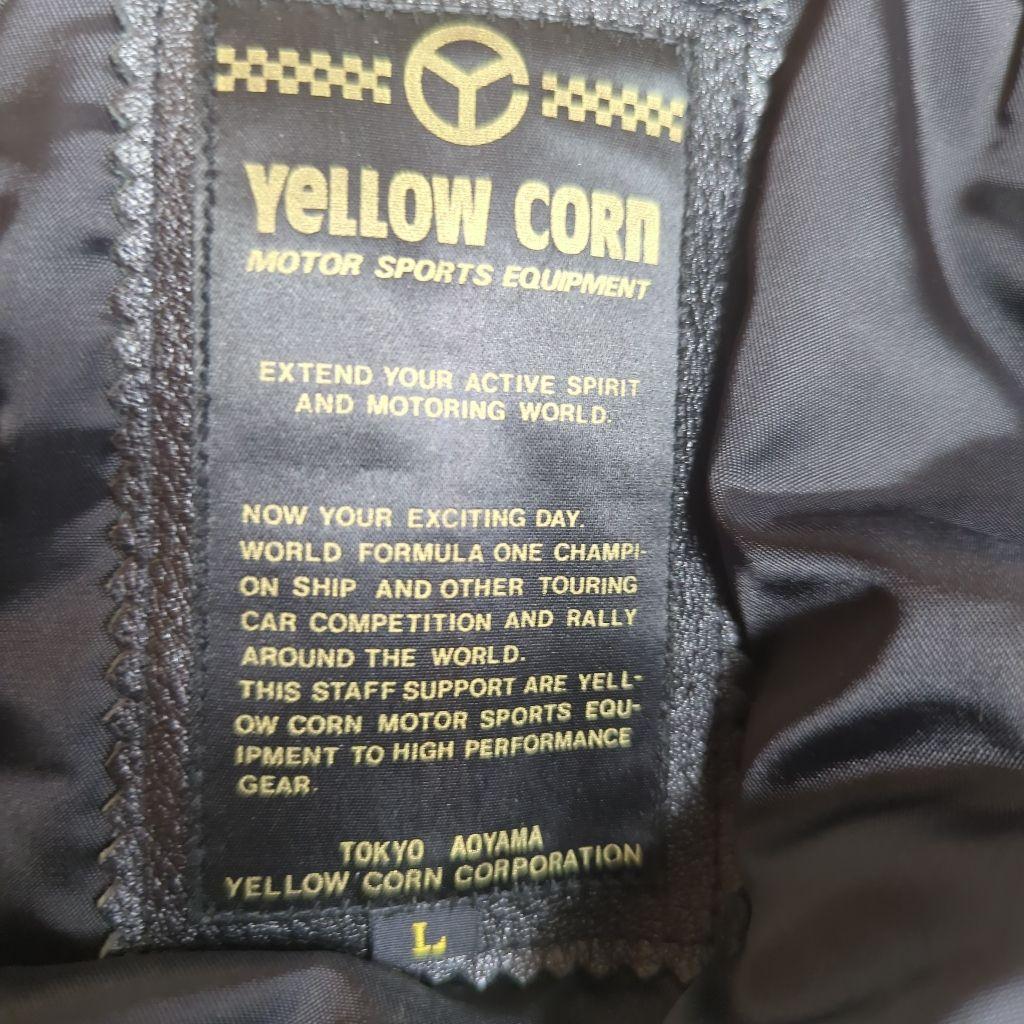 YeLLOW CORn
MOTOR SPORTS EQUIPMENT
EXTEND YOUR ACTIVE SPIRIT
AND MOTORING WORLD.
NOW YOUR EXCITING DAY.
WORLD FORMULA ONE CHAMPI-
ON SHIP AND OTHER TOURING
CAR COMPETITION AND RALLY
AROUND THE WORLD.
THIS STAFF SUPPORT ARE YELL-
OW CORN MOTOR SPORTS EQU-
IPMENT TO HIGH PERFORMANCE
GEAR.
TOKYO AOYAMA
YELLOW CORN CORPORATION
L